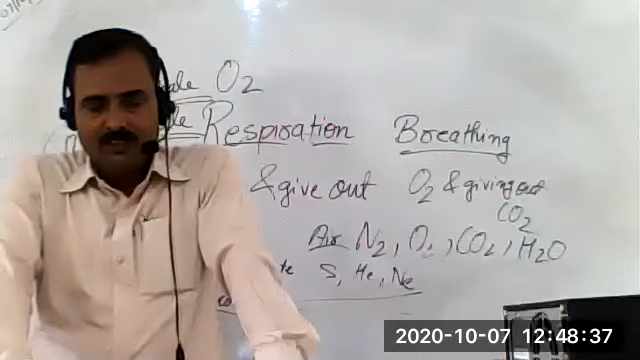 O2
Respiration Breathing
& give out O2 & giving out
CO2
Air N2, O2, CO2, H2O
S, He, Ne
2020-10-07 12:48:37